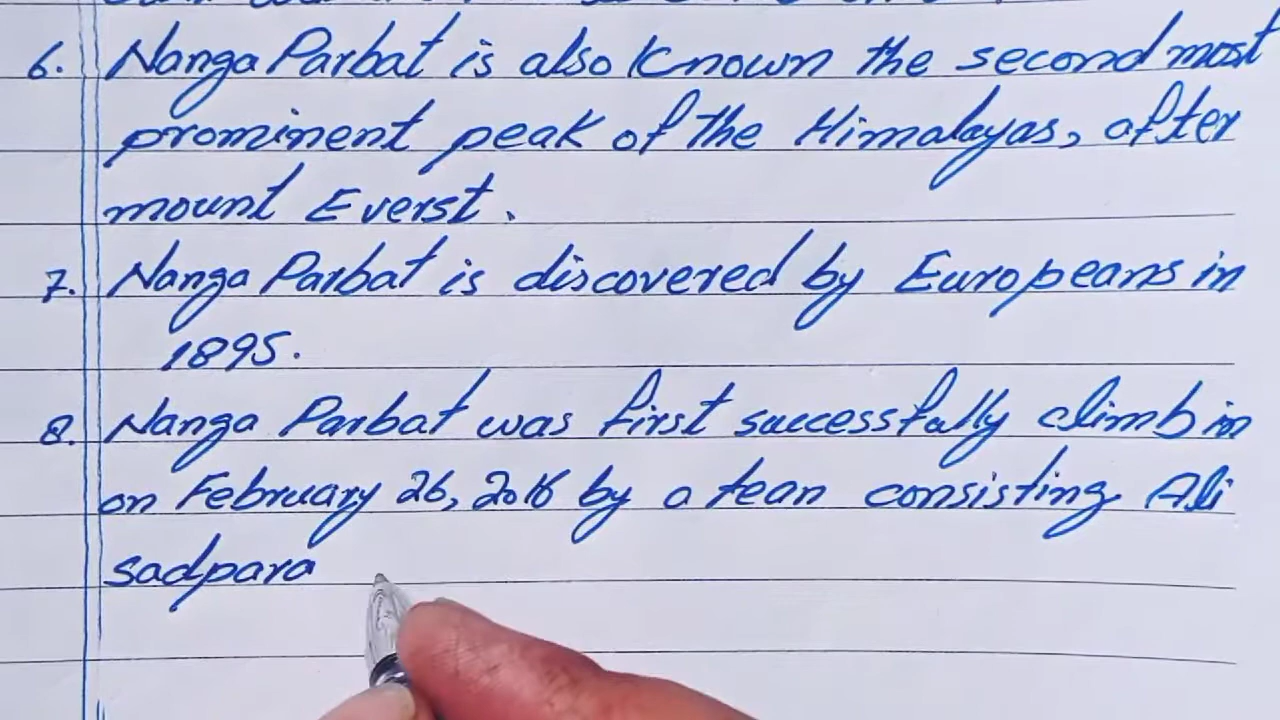 6. Nanga Parbat is also Known the second most
prominent peak of the Himalayas, after
mount Everst.
7. Nanga Parbat is discovered by Europeans in
1895.
8. Nanga Parbat was first successfully climb in
on February 26, 2016 by a tean consisting Ali
sadpara